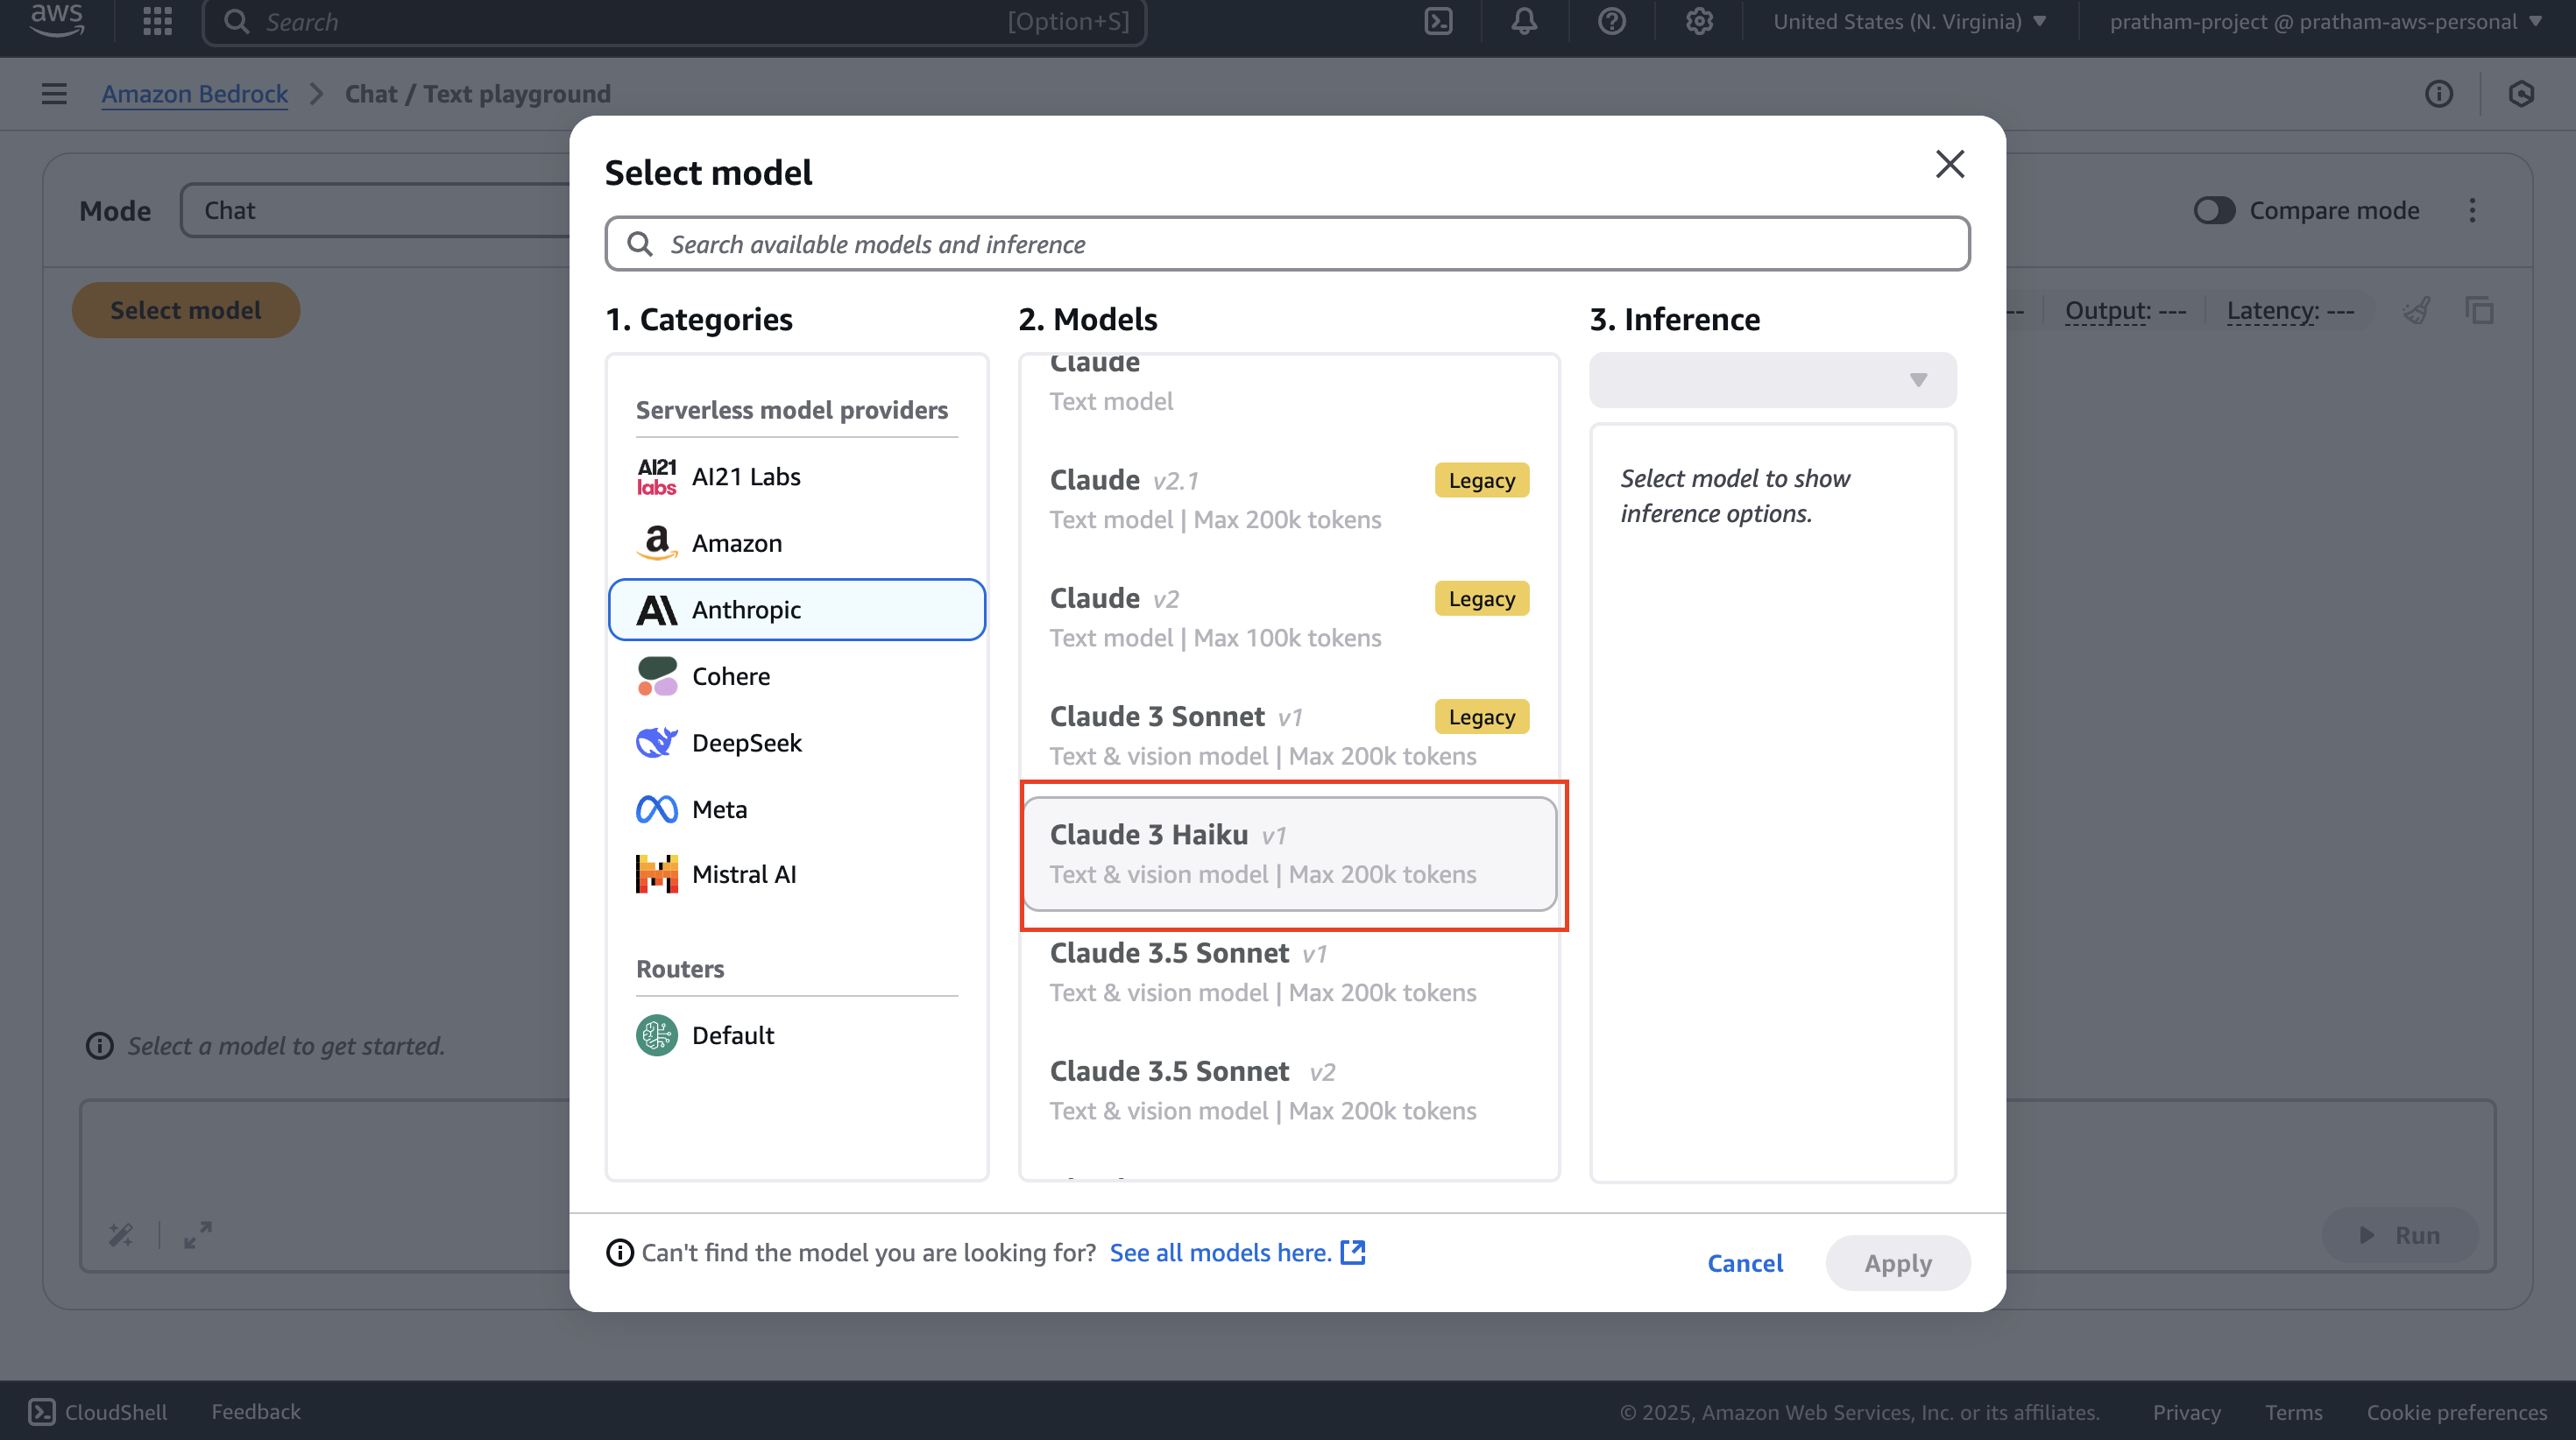 aws
Search
[Option+S]
United States (N. Virginia)
pratham-project @ pratham-aws-personal
Amazon Bedrock
Chat / Text playground
Mode
Chat
Compare mode
Select model
Output: ---
Latency: ---
Select a model to get started.
Run
Select model
Search available models and inference
1. Categories
Serverless model providers
AI21 labs
AI21 Labs
a
Amazon
Anthropic
Cohere
DeepSeek
Meta
Mistral AI
Routers
Default
2. Models
Claude
Text model
Claude v2.1
Legacy
Text model | Max 200k tokens
Claude v2
Legacy
Text model | Max 100k tokens
Claude 3 Sonnet v1
Legacy
Text & vision model | Max 200k tokens
Claude 3 Haiku v1
Text & vision model | Max 200k tokens
Claude 3.5 Sonnet v1
Text & vision model | Max 200k tokens
Claude 3.5 Sonnet v2
Text & vision model | Max 200k tokens
3. Inference
Select model to show
inference options.
Can't find the model you are looking for? See all models here.
Cancel
Apply
CloudShell
Feedback
© 2025, Amazon Web Services, Inc. or its affiliates.
Privacy
Terms
Cookie preferences